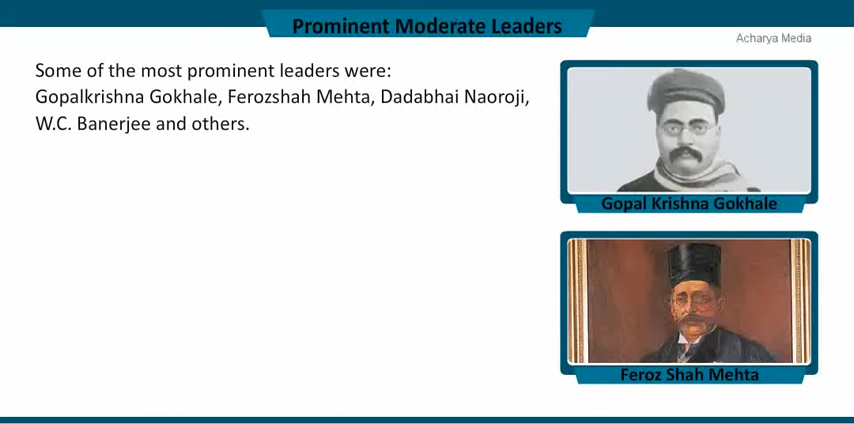 Prominent Moderate Leaders
Acharya Media
Some of the most prominent leaders were:
Gopalkrishna Gokhale, Ferozshah Mehta, Dadabhai Naoroji,
W.C. Banerjee and others.
Gopal Krishna Gokhale
Feroz Shah Mehta